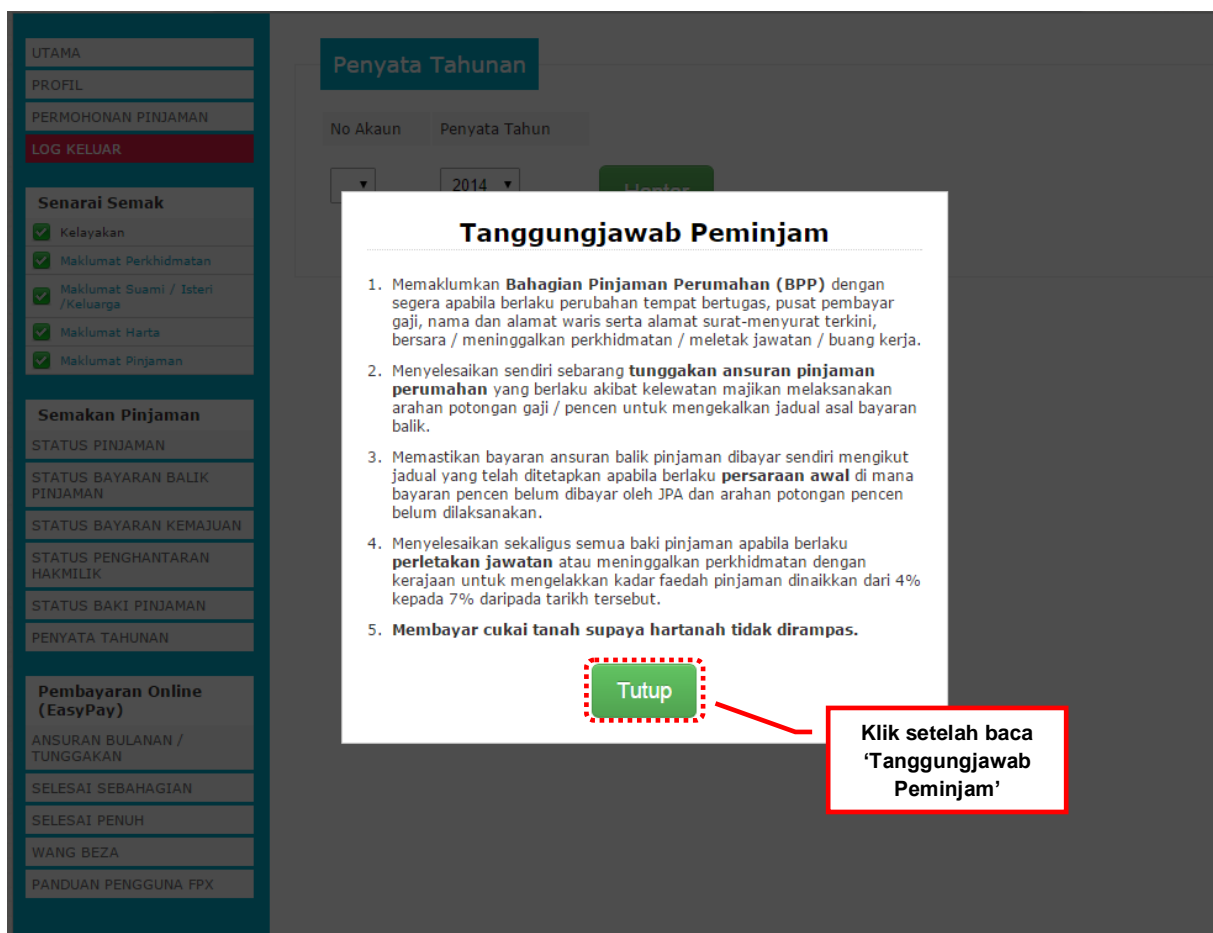 UTAMA
PROFIL
PERMOHONAN PINJAMAN
LOG KELUAR
Senarai Semak
Kelayakan
Maklumat Perkhidmatan
Maklumat Suami / Isteri
/Keluarga
Maklumat Harta
Maklumat Pinjaman
Semakan Pinjaman
STATUS PINJAMAN
STATUS BAYARAN BALIK
PINJAMAN
STATUS BAYARAN KEMAJUAN
STATUS PENGHANTARAN
HAKMILIK
STATUS BAKI PINJAMAN
PENYATA TAHUNAN
Pembayaran Online
(EasyPay)
ANSURAN BULANAN /
TUNGGAKAN
SELESAI SEBAHAGIAN
SELESAI PENUH
WANG BEZA
PANDUAN PENGGUNA FPX
Penyata Tahunan
No Akaun Penyata Tahun
2014
Hantar
Tanggungjawab Peminjam
1. Memaklumkan Bahagian Pinjaman Perumahan (BPP) dengan
segera apabila berlaku perubahan tempat bertugas, pusat pembayar
gaji, nama dan alamat waris serta alamat surat-menyurat terkini,
bersara / meninggalkan perkhidmatan / meletak jawatan / buang kerja.
2. Menyelesaikan sendiri sebarang tunggakan ansuran pinjaman
perumahan yang berlaku akibat kelewatan majikan melaksanakan
arahan potongan gaji / pencen untuk mengekalkan jadual asal bayaran
balik.
3. Memastikan bayaran ansuran balik pinjaman dibayar sendiri mengikut
jadual yang telah ditetapkan apabila berlaku persaraan awal di mana
bayaran pencen belum dibayar oleh JPA dan arahan potongan pencen
belum dilaksanakan.
4. Menyelesaikan sekaligus semua baki pinjaman apabila berlaku
perletakan jawatan atau meninggalkan perkhidmatan dengan
kerajaan untuk mengelakkan kadar faedah pinjaman dinaikkan dari 4%
kepada 7% daripada tarikh tersebut.
5. Membayar cukai tanah supaya hartanah tidak dirampas.
Tutup
Klik setelah baca
‘Tanggungjawab
Peminjam’